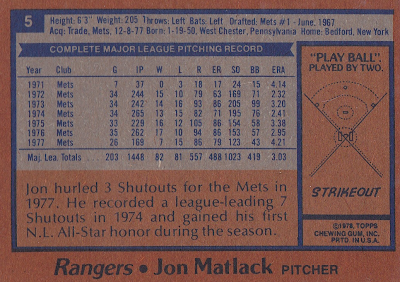 5 Height: 6'3" Weight: 205 Throws: Left Bats: Left Drafted: Mets #1 - June, 1967
Acq: Trade, Mets, 12-8-77 Born: 1-19-50, West Chester, Pennsylvania Home: Bedford, New York
COMPLETE MAJOR LEAGUE PITCHING RECORD
Year Club G IP W L R ER SO BB ERA
1971 Mets 7 37 0 3 18 17 24 15 4.14
1972 Mets 34 244 15 10 79 63 169 71 2.32
1973 Mets 34 242 14 16 93 86 205 99 3.20
1974 Mets 34 265 13 15 82 71 195 76 2.41
1975 Mets 33 229 16 12 105 86 154 58 3.38
1976 Mets 35 262 17 10 94 86 153 57 2.95
1977 Mets 26 169 7 15 86 79 123 43 4.21
Maj. Lea. Totals 203 1448 82 81 557 488 1023 419 3.03
"PLAY BALL"
PLAYED BY TWO.
STRIKEOUT
Jon hurled 3 Shutouts for the Mets in
1977. He recorded a league-leading 7
Shutouts in 1974 and gained his first
N.L. All-Star honor during the season.
©1978, TOPPS
CHEWING GUM, INC.
PRTD. IN U.S.A.
Rangers • Jon Matlack PITCHER